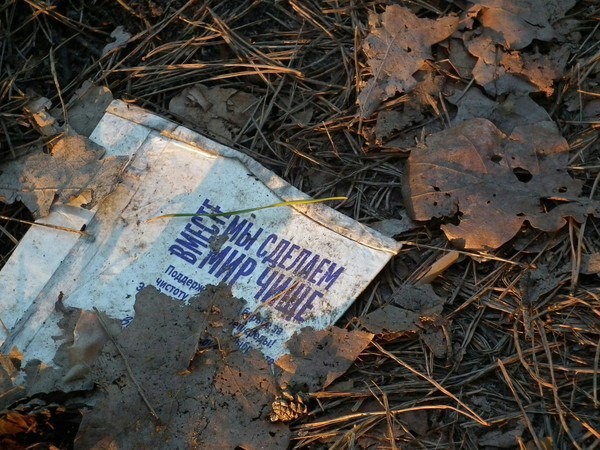 ВМЕСТЕ
МЫ СДЕЛАЕМ
МИР ЧИЩЕ
Поддерж
чистоту